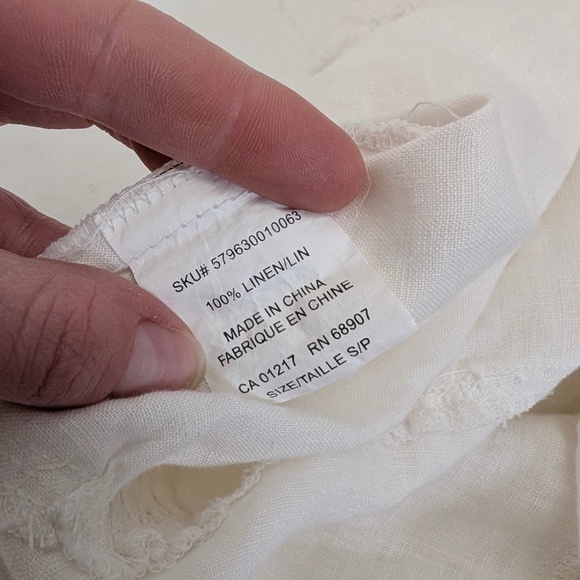 SKU# 579630010063
100% LINEN/LIN
MADE IN CHINA
FABRIQUE EN CHINE
CA 01217 RN 68907
SIZE/TAILLE S/P